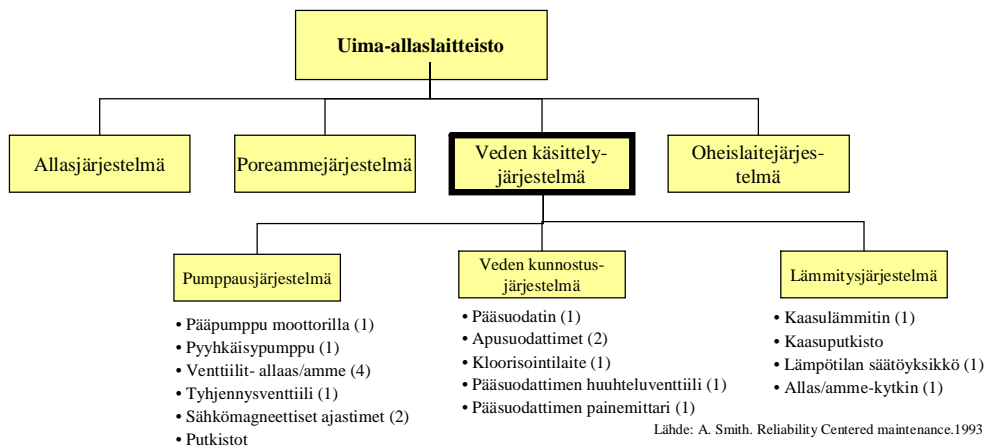 Uima-allaslaitteisto
Allasjärjestelmä
Poreammejärjestelmä
Veden käsittely-
järjestelmä
Oheislaitejärjes-
telmä
Pumppausjärjestelmä
• Pääpumppu moottorilla (1)
• Pyyhkäisypumppu (1)
• Venttiilit- allaas/amme (4)
• Tyhjennysventtiili (1)
• Sähkömagneettiset ajastimet (2)
• Putkistot
Veden kunnostus-
järjestelmä
• Pääsuodatin (1)
• Apusuodattimet (2)
• Kloorisointilaite (1)
• Pääsuodattimen huuhteluventtiili (1)
• Pääsuodattimen painemittari (1)
Lämmitysjärjestelmä
• Kaasulämmitin (1)
• Kaasuputkisto
• Lämpötilan säätöyksikkö (1)
• Allas/amme-kytkin (1)
Lähde: A. Smith. Reliability Centered maintenance.1993